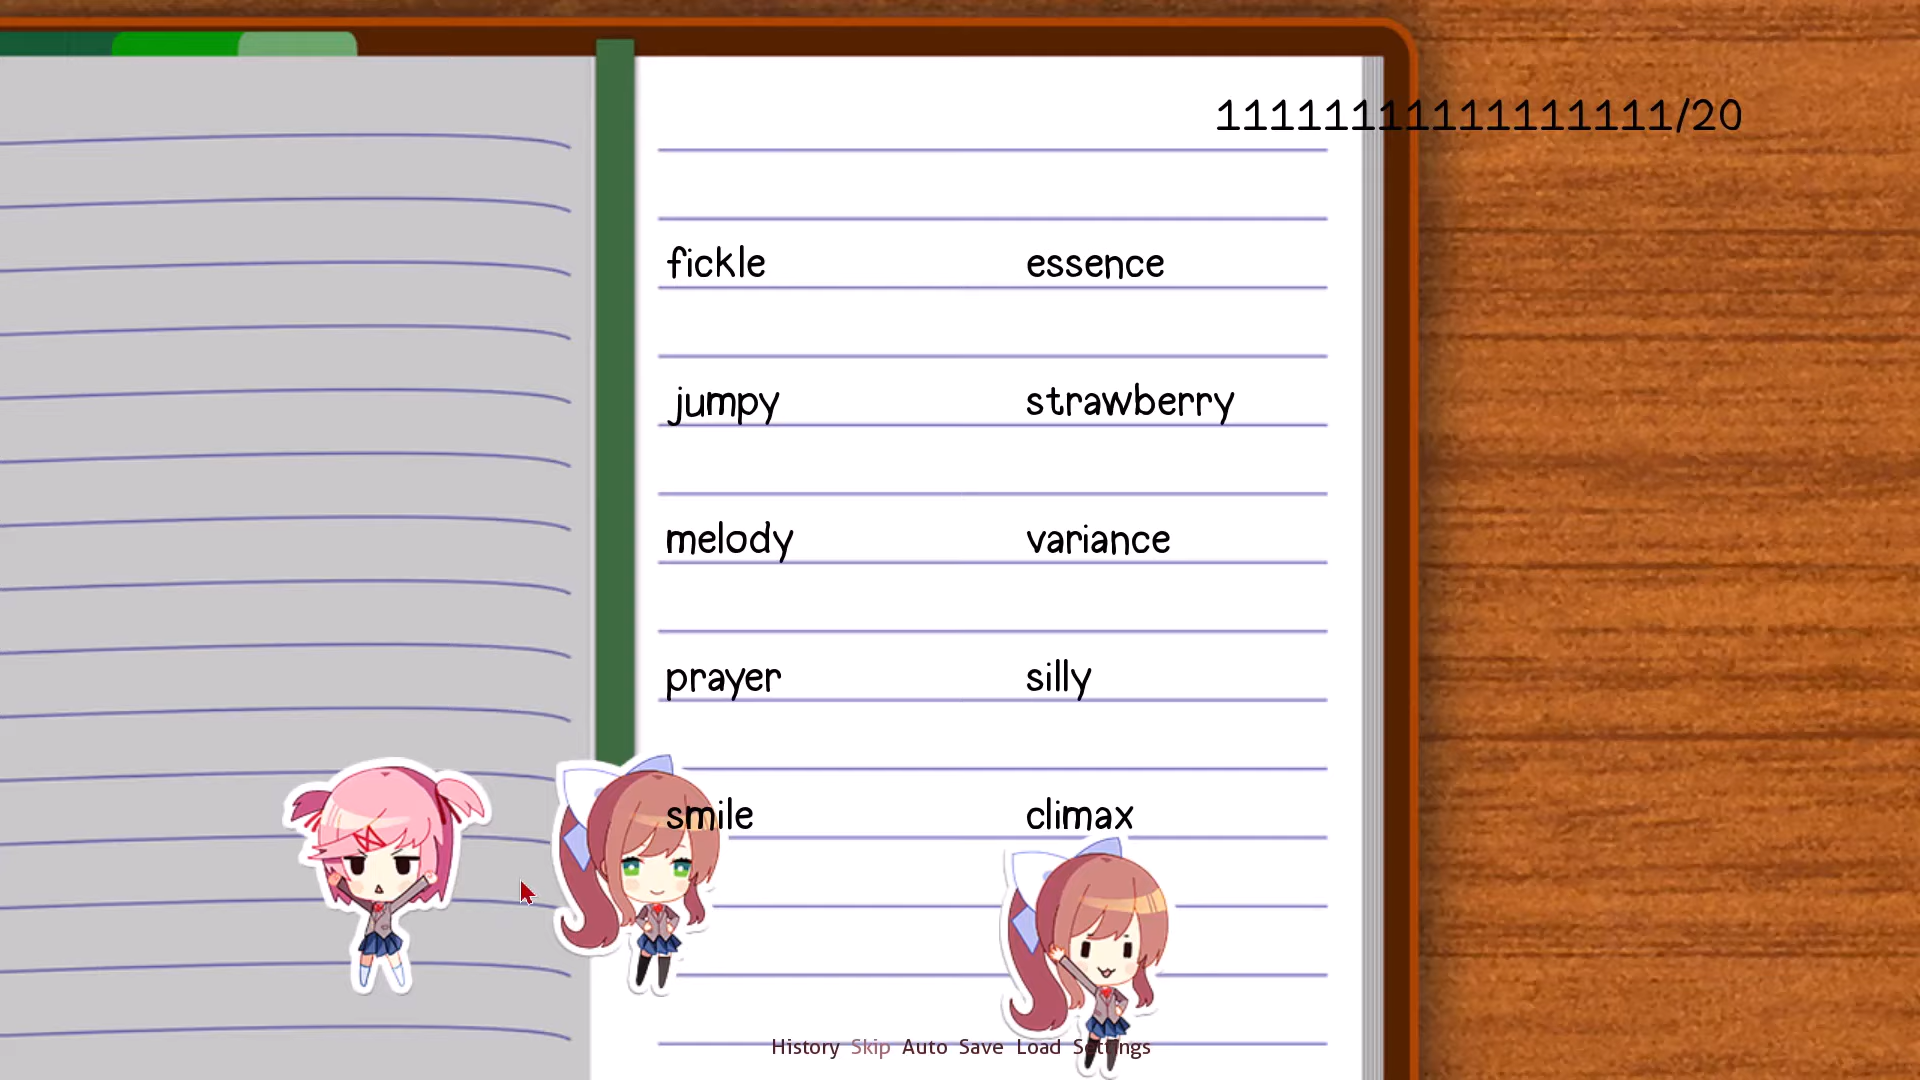 11111111111111111/20
fickle essence
jumpy strawberry
melody variance
prayer silly
smile climax
History Skip Auto Save Load Settings